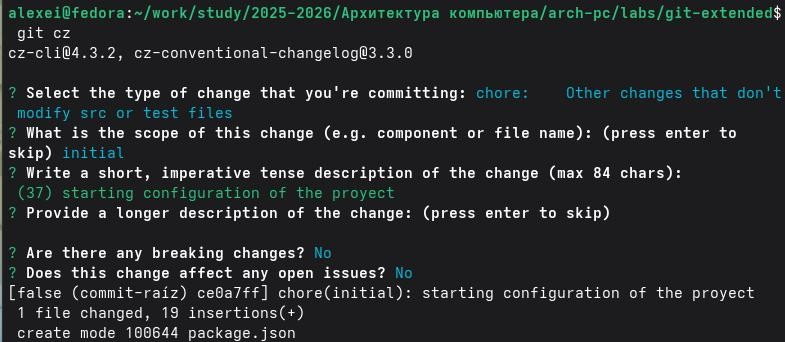 alexei@fedora:~/work/study/2025-2026/Архитектура компьютера/arch-pc/labs/git-extended$
git cz
cz-cli@4.3.2, cz-conventional-changelog@3.3.0
? Select the type of change that you're committing: chore:    Other changes that don't
modify src or test files
? What is the scope of this change (e.g. component or file name): (press enter to
skip) initial
? Write a short, imperative tense description of the change (max 84 chars):
(37) starting configuration of the proyect
? Provide a longer description of the change: (press enter to skip)
? Are there any breaking changes? No
? Does this change affect any open issues? No
[false (commit-raíz) ce0a7ff] chore(initial): starting configuration of the proyect
1 file changed, 19 insertions(+)
create mode 100644 package.json